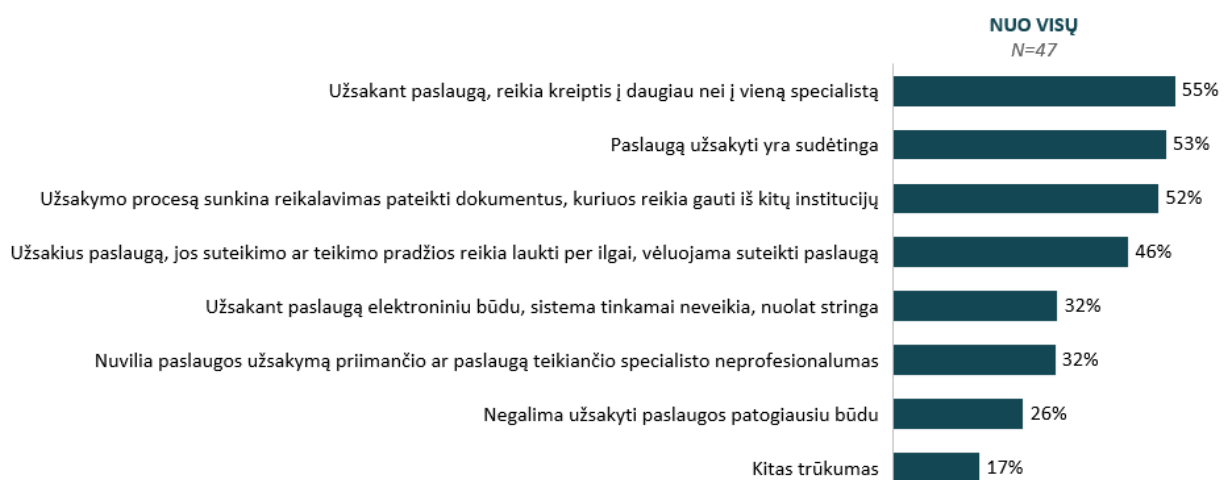 NUO VISŲ
N=47
Užsakant paslaugą, reikia kreiptis į daugiau nei į vieną specialistą 55%
Paslaugą užsakyti yra sudėtinga 53%
Užsakymo procesą sunkina reikalavimas pateikti dokumentus, kuriuos reikia gauti iš kitų institucijų 52%
Užsakius paslaugą, jos suteikimo ar teikimo pradžios reikia laukti per ilgai, vėluojama suteikti paslaugą 46%
Užsakant paslaugą elektroniniu būdu, sistema tinkamai neveikia, nuolat stringa 32%
Nuvilia paslaugos užsakymą priimančio ar paslaugą teikiančio specialisto neprofesionalumas 32%
Negalima užsakyti paslaugos patogiausiu būdu 26%
Kitas trūkumas 17%